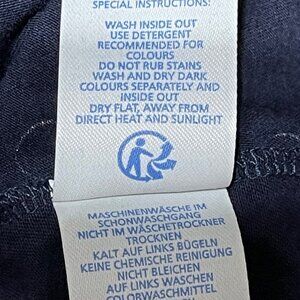 SPECIAL INSTRUCTIONS:
WASH INSIDE OUT
USE DETERGENT
RECOMMENDED FOR
COLOURS
DO NOT RUB STAINS
WASH AND DRY DARK
COLOURS SEPARATELY AND
INSIDE OUT
DRY FLAT, AWAY FROM
DIRECT HEAT AND SUNLIGHT
MASCHINENWÄSCHE IM
SCHONWASCHGANG
NICHT IM WÄSCHETROCKNER
TROCKNEN
KALT AUF LINKS BÜGELN
KEINE CHEMISCHE REINIGUNG
NICHT BLEICHEN
AUF LINKS WASCHEN
COLORWASCHMITTEL